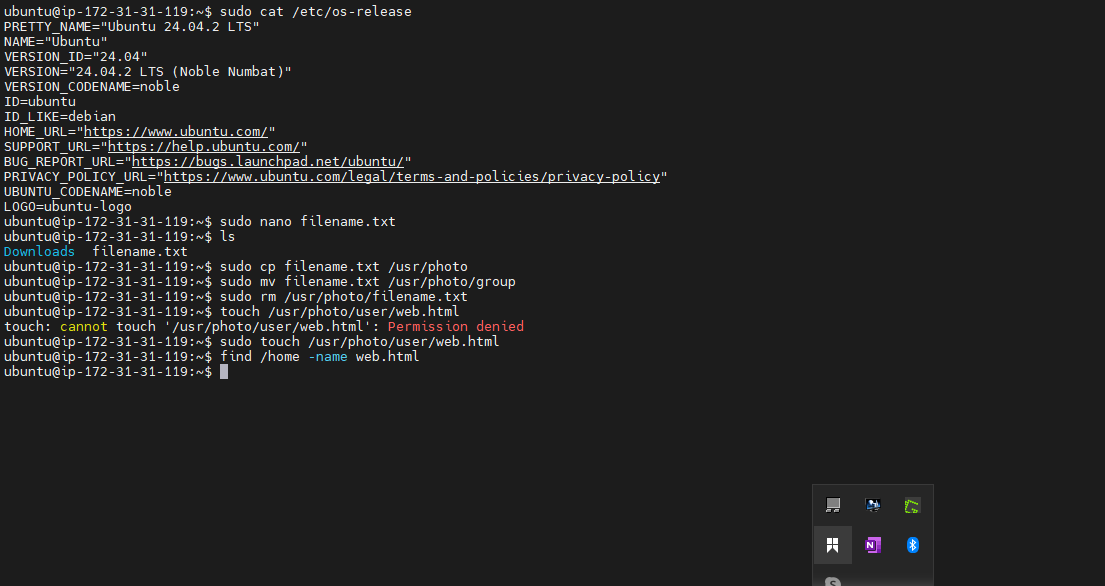 ubuntu@ip-172-31-31-119:~$ sudo cat /etc/os-release
PRETTY_NAME="Ubuntu 24.04.2 LTS"
NAME="Ubuntu"
VERSION_ID="24.04"
VERSION="24.04.2 LTS (Noble Numbat)"
VERSION_CODENAME=noble
ID=ubuntu
ID_LIKE=debian
HOME_URL="https://www.ubuntu.com/"
SUPPORT_URL="https://help.ubuntu.com/"
BUG_REPORT_URL="https://bugs.launchpad.net/ubuntu/"
PRIVACY_POLICY_URL="https://www.ubuntu.com/legal/terms-and-policies/privacy-policy"
UBUNTU_CODENAME=noble
LOGO=ubuntu-logo
ubuntu@ip-172-31-31-119:~$ sudo nano filename.txt
ubuntu@ip-172-31-31-119:~$ ls
Downloads  filename.txt
ubuntu@ip-172-31-31-119:~$ sudo cp filename.txt /usr/photo
ubuntu@ip-172-31-31-119:~$ sudo mv filename.txt /usr/photo/group
ubuntu@ip-172-31-31-119:~$ sudo rm /usr/photo/filename.txt
ubuntu@ip-172-31-31-119:~$ touch /usr/photo/user/web.html
touch: cannot touch '/usr/photo/user/web.html': Permission denied
ubuntu@ip-172-31-31-119:~$ sudo touch /usr/photo/user/web.html
ubuntu@ip-172-31-31-119:~$ find /home -name web.html
ubuntu@ip-172-31-31-119:~$
N
S